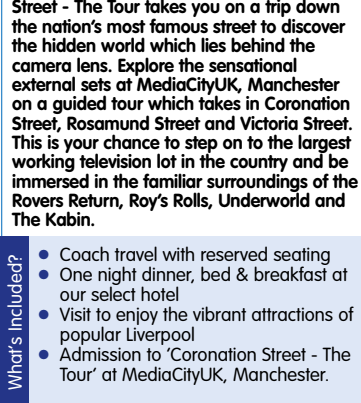 Street - The Tour takes you on a trip down
the nation's most famous street to discover
the hidden world which lies behind the
camera lens. Explore the sensational
external sets at MediaCityUK, Manchester
on a guided tour which takes in Coronation
Street, Rosamund Street and Victoria Street.
This is your chance to step on to the largest
working television lot in the country and be
immersed in the familiar surroundings of the
Rovers Return, Roy's Rolls, Underworld and
The Kabin.
What's Included?
● Coach travel with reserved seating
● One night dinner, bed & breakfast at
our select hotel
● Visit to enjoy the vibrant attractions of
popular Liverpool
● Admission to 'Coronation Street - The
Tour' at MediaCityUK, Manchester.